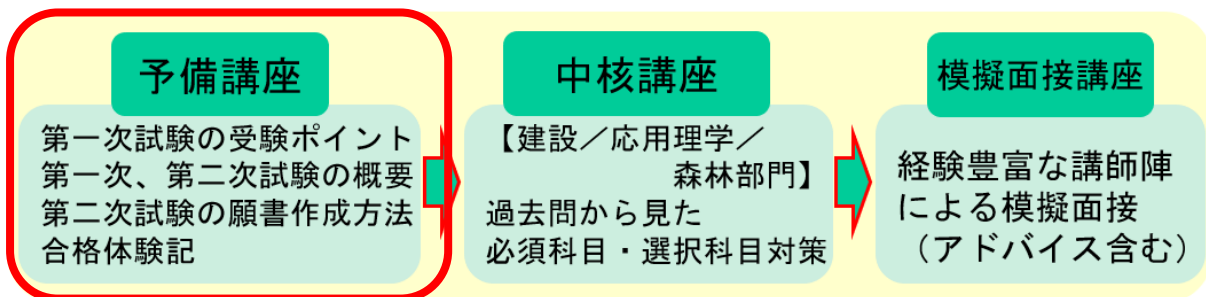 予備講座
第一次試験の受験ポイント
第一次、第二次試験の概要
第二次試験の願書作成方法
合格体験記
中核講座
【建設／応用理学／
森林部門】
過去問から見た
必須科目・選択科目対策
模擬面接講座
経験豊富な講師陣
による模擬面接
（アドバイス含む）